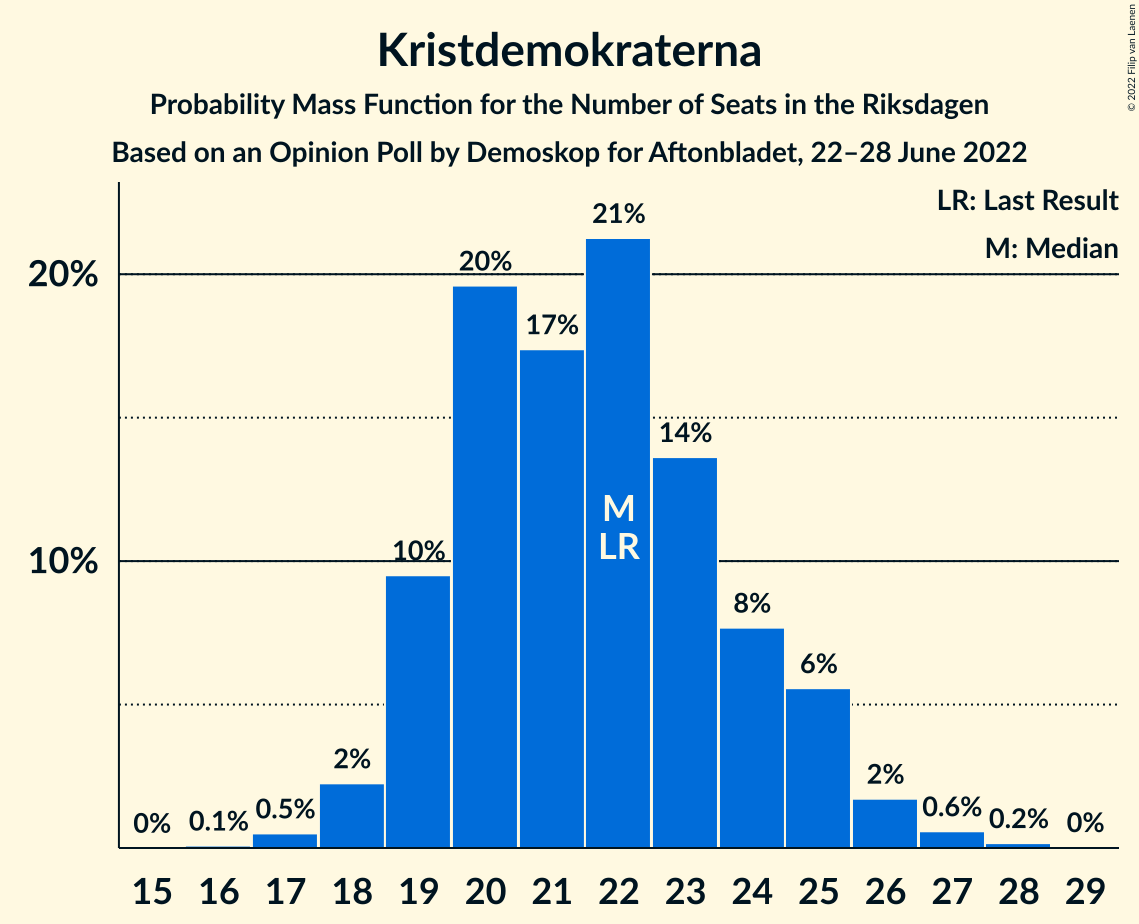 Kristdemokraterna
Probability Mass Function for the Number of Seats in the Riksdagen
Based on an Opinion Poll by Demoskop for Aftonbladet, 22–28 June 2022
© 2022 Filip van Laenen
LR: Last Result
M: Median
20%
10%
0%
0.1%
0.5%
2%
10%
20%
17%
21%
14%
8%
6%
2%
0.6%
0.2%
0%
M
LR
15 16 17 18 19 20 21 22 23 24 25 26 27 28 29